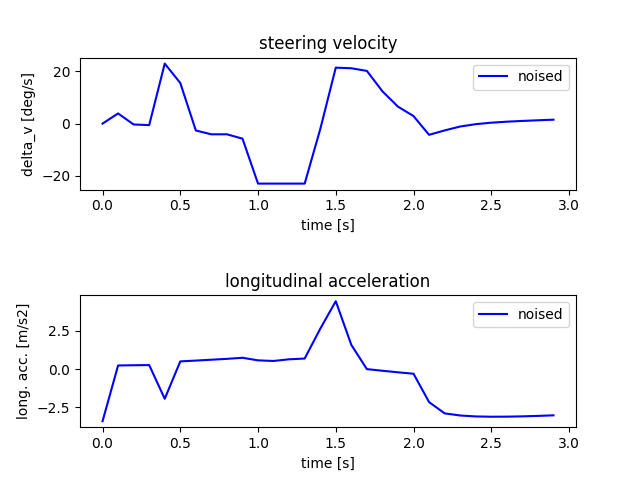 steering velocity
noised
delta_v [deg/s]
20
0
−20
0.0 0.5 1.0 1.5 2.0 2.5 3.0
time [s]
longitudinal acceleration
noised
long. acc. [m/s2]
2.5
0.0
−2.5
0.0 0.5 1.0 1.5 2.0 2.5 3.0
time [s]